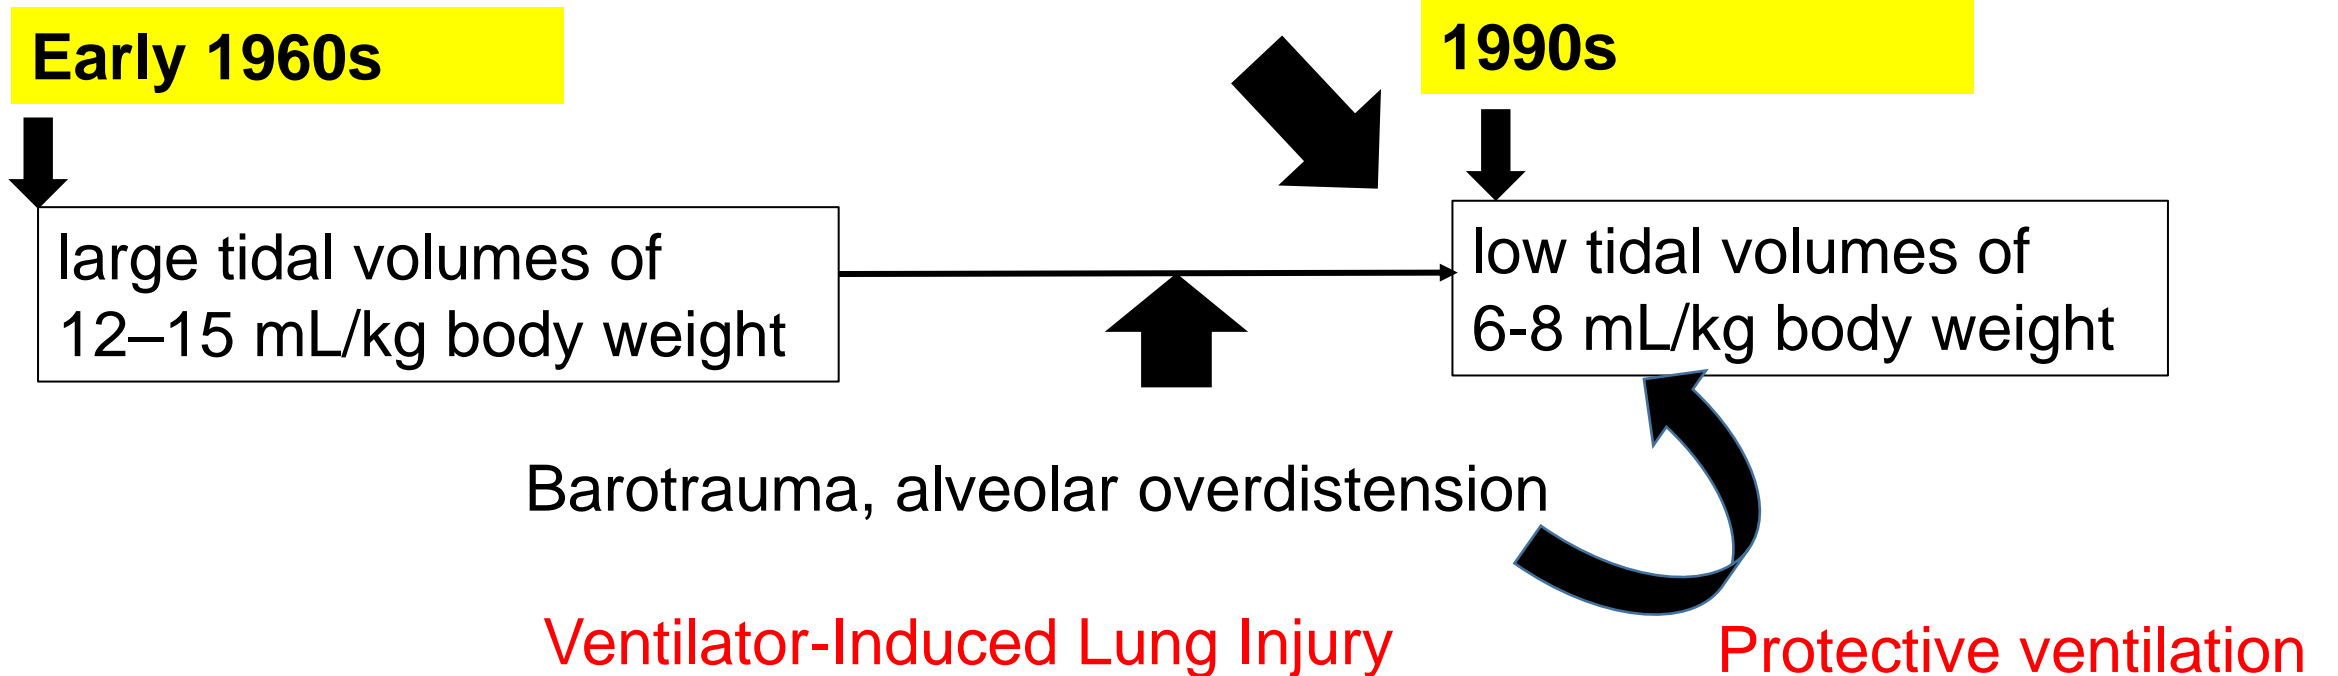 Early 1960s
1990s
large tidal volumes of
12–15 mL/kg body weight
low tidal volumes of
6-8 mL/kg body weight
Barotrauma, alveolar overdistension
Ventilator-Induced Lung Injury
Protective ventilation